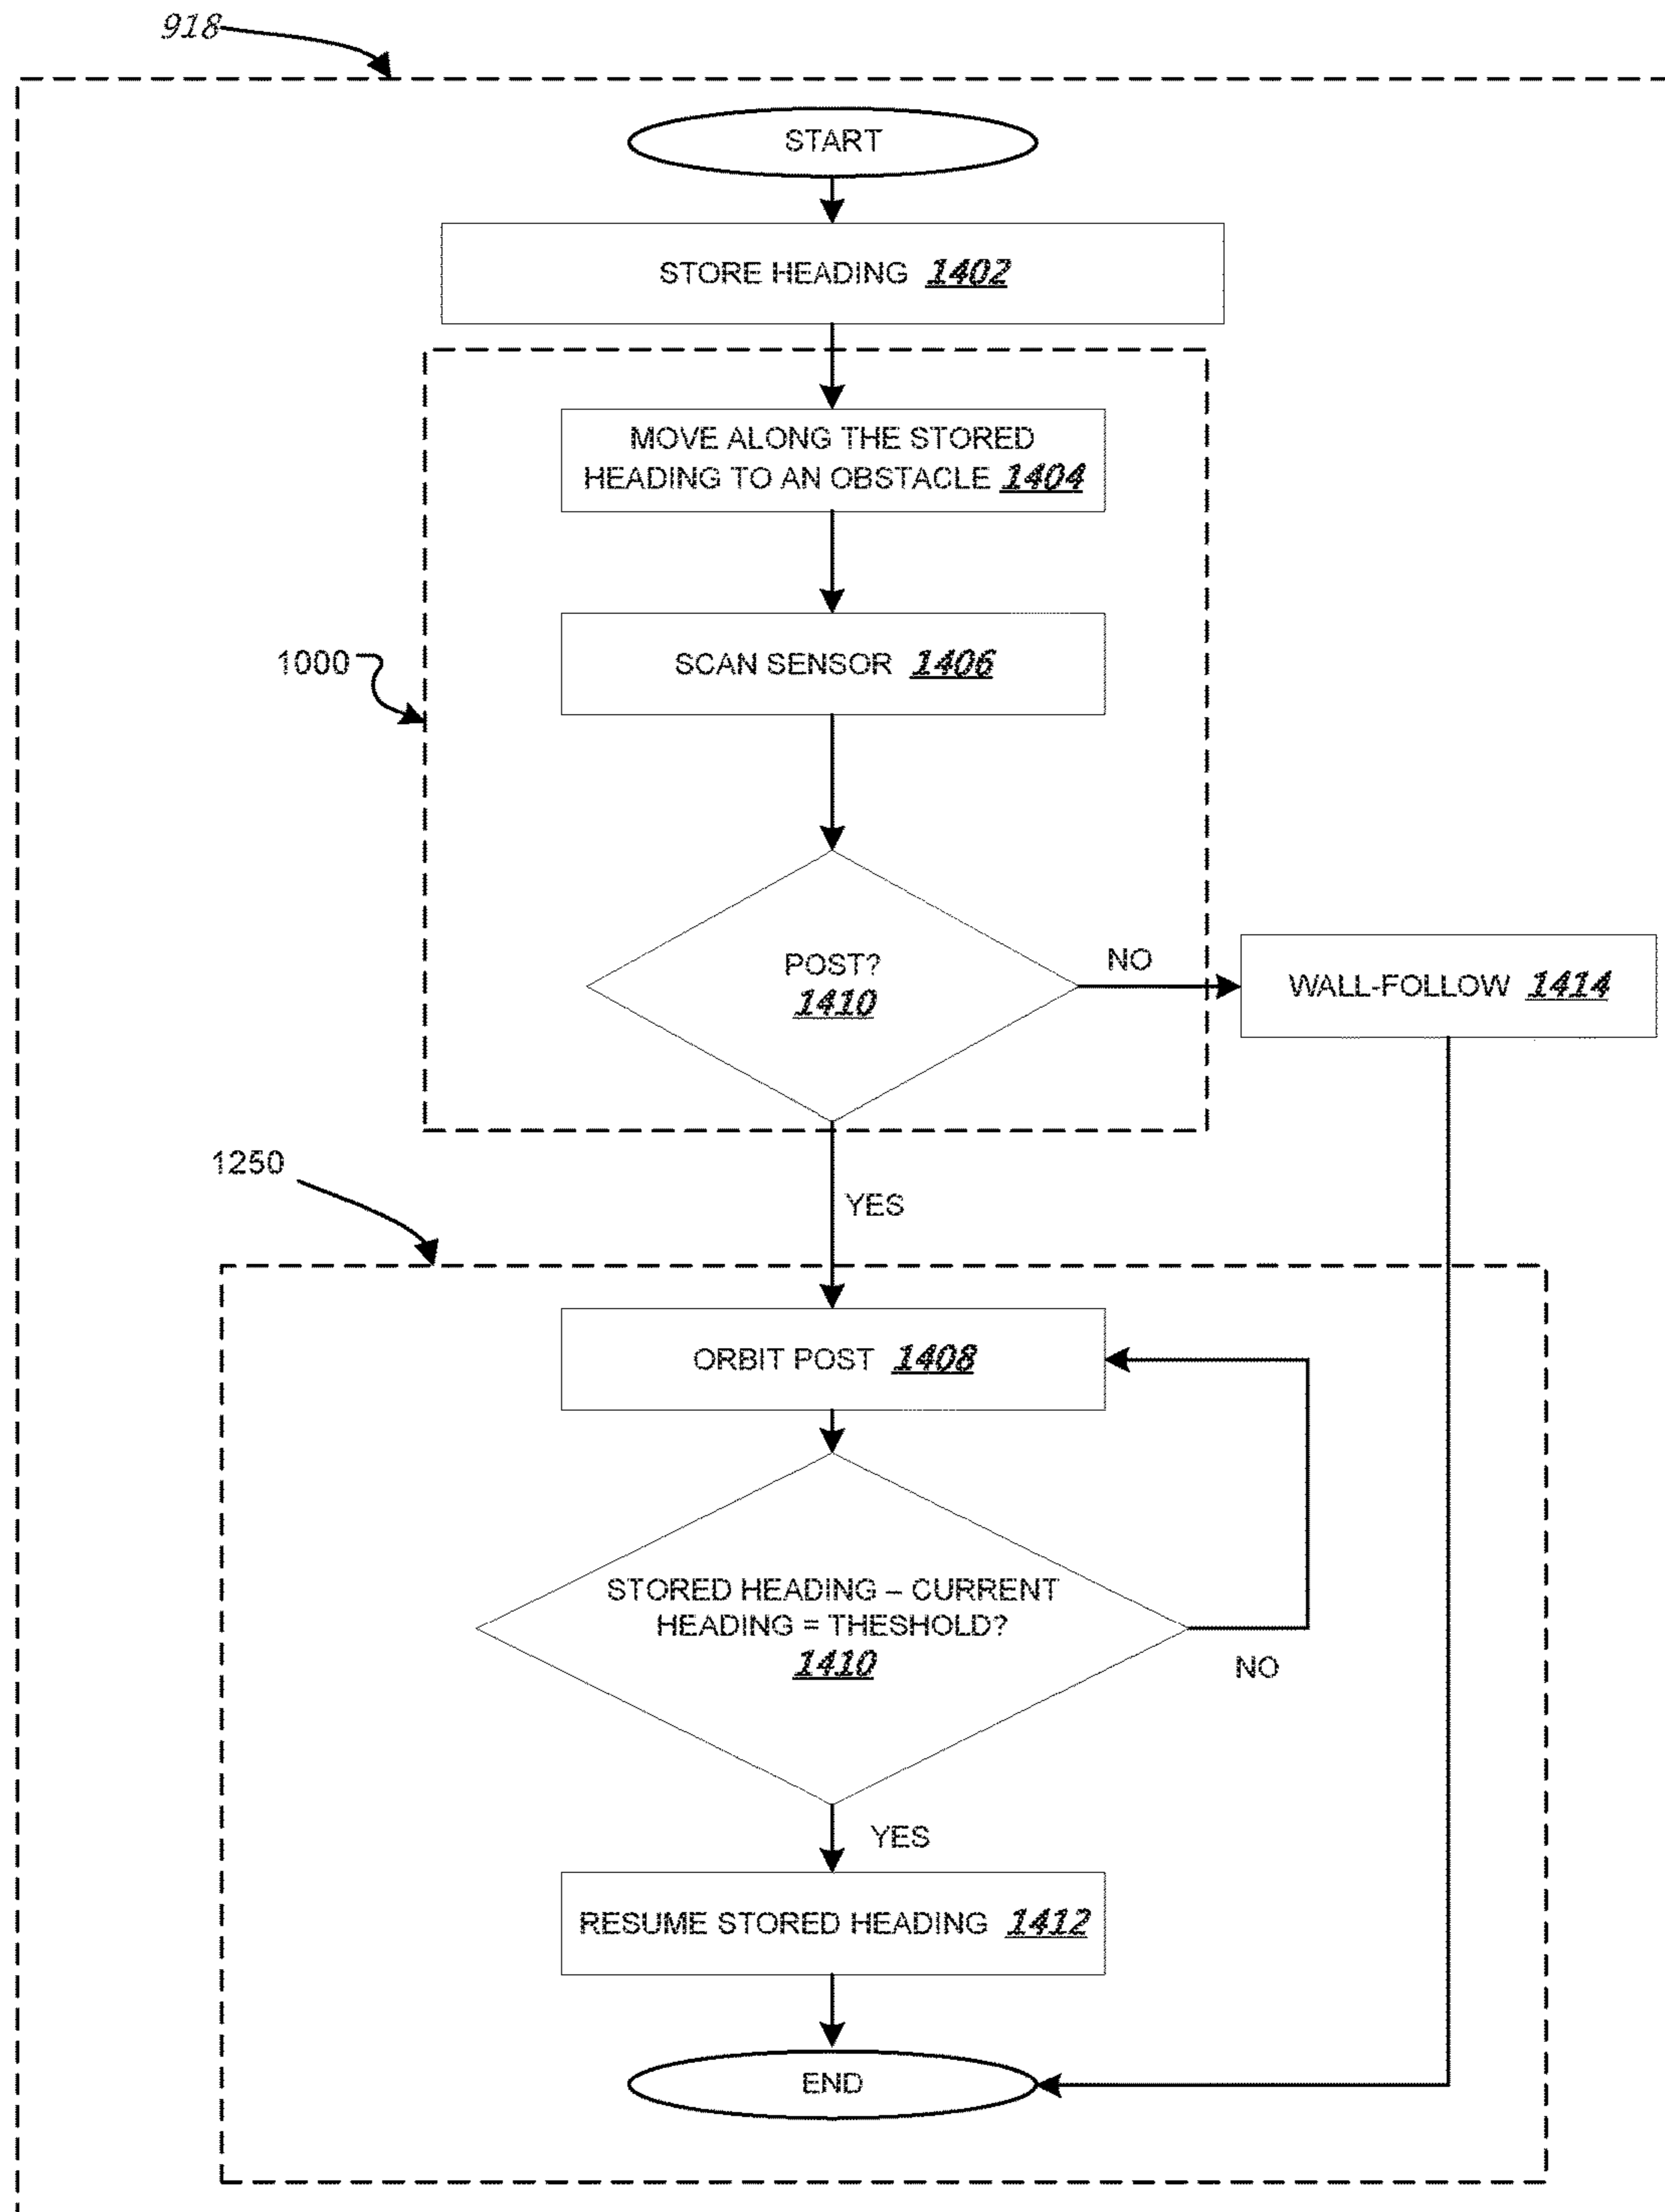 918
START
STORE HEADING 1402
MOVE ALONG THE STORED
HEADING TO AN OBSTACLE 1404
1000
SCAN SENSOR 1406
POST?
1410
NO
WALL-FOLLOW 1414
1250
YES
ORBIT POST 1408
STORED HEADING – CURRENT
HEADING = THESHOLD?
1410
NO
YES
RESUME STORED HEADING 1412
END